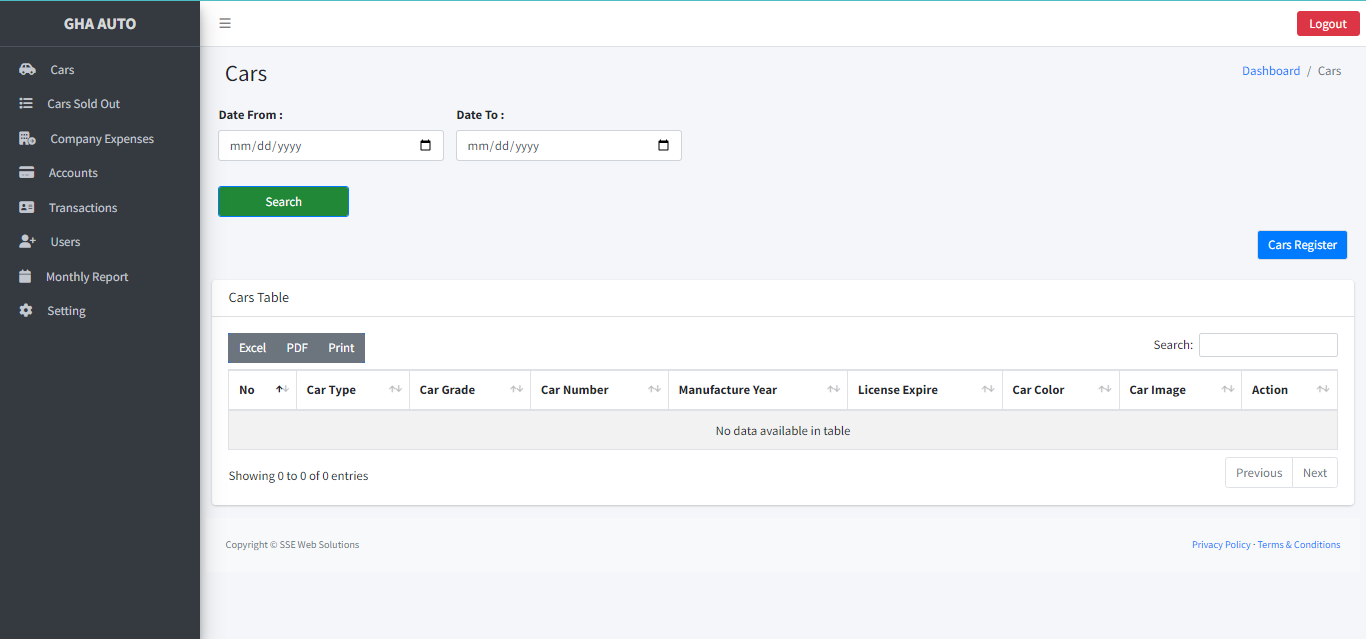 GHA AUTO
Logout
Cars
Cars Sold Out
Company Expenses
Accounts
Transactions
Users
Monthly Report
Setting
Cars
Dashboard / Cars
Date From :
Date To :
mm/dd/yyyy
mm/dd/yyyy
Search
Cars Register
Cars Table
Excel PDF Print
Search:
No Car Type Car Grade Car Number Manufacture Year License Expire Car Color Car Image Action
No data available in table
Showing 0 to 0 of 0 entries
Previous Next
Copyright © SSE Web Solutions
Privacy Policy · Terms & Conditions